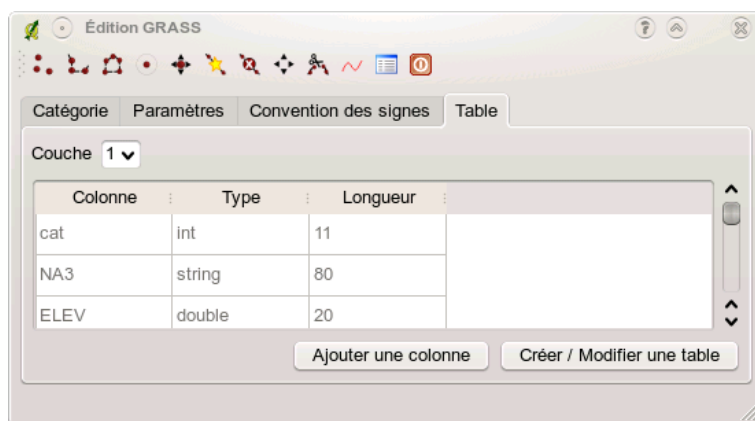 Édition GRASS
Catégorie Paramètres Convention des signes Table
Couche 1
Colonne Type Longueur
cat int 11
NA3 string 80
ELEV double 20
Ajouter une colonne Créer / Modifier une table